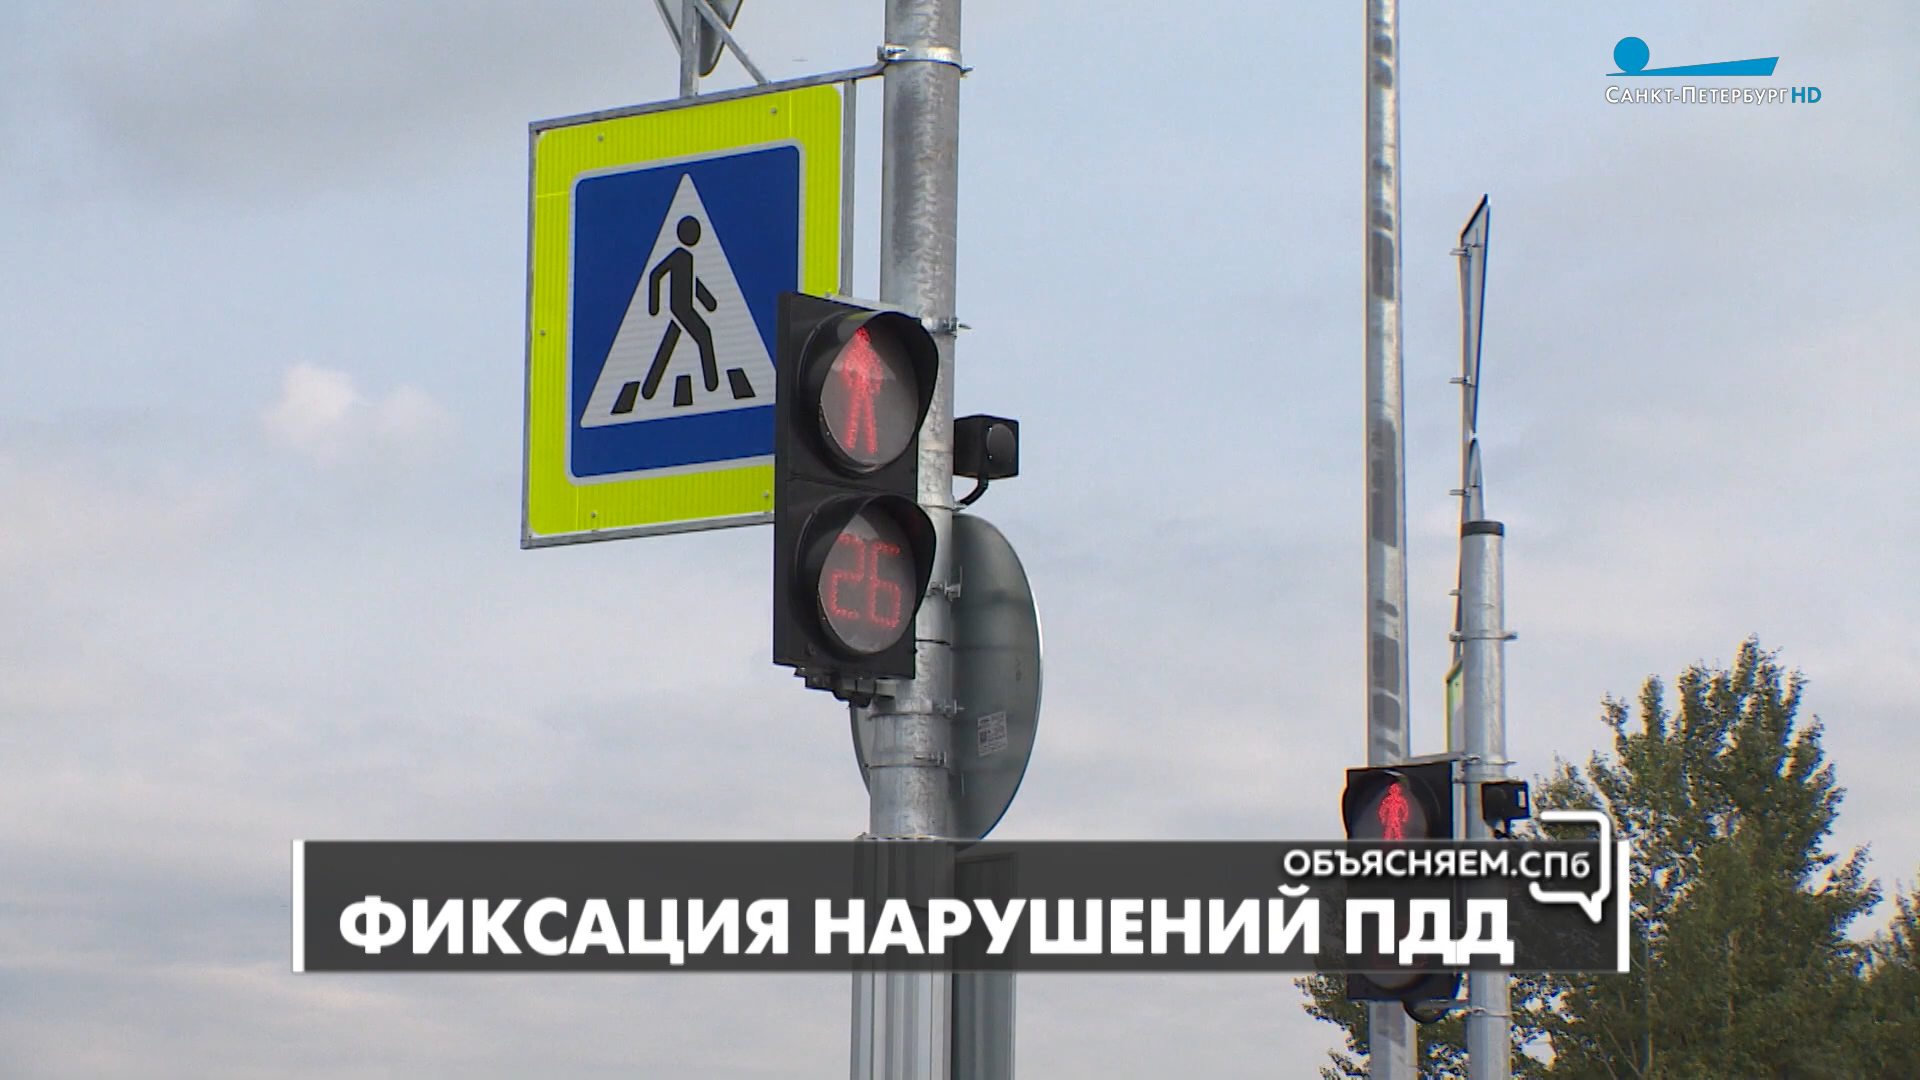 Санкт-Петербург HD
26
ОБЪЯСНЯЕМ.СПб
ФИКСАЦИЯ НАРУШЕНИЙ ПДД